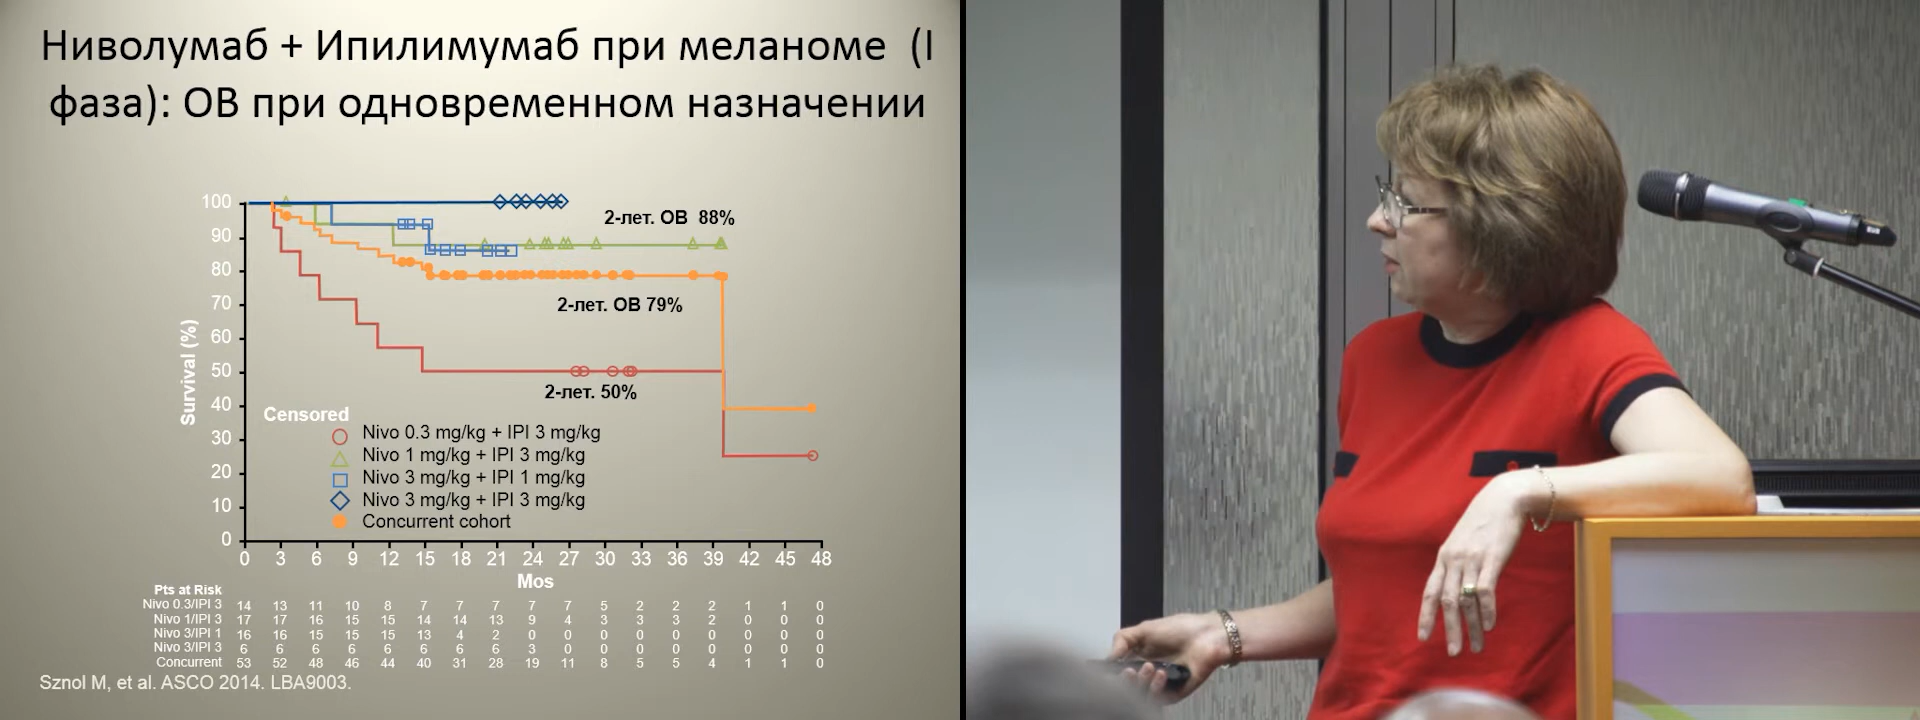 Ниволумаб + Ипилимумаб при меланоме (I
фаза): ОВ при одновременном назначении
100
90
80
70
60
50
40
30
20
10
0
Survival (%)
2-лет. ОВ 88%
2-лет. ОВ 79%
2-лет. 50%
Censored
Nivo 0.3 mg/kg + IPI 3 mg/kg
Nivo 1 mg/kg + IPI 3 mg/kg
Nivo 3 mg/kg + IPI 1 mg/kg
Nivo 3 mg/kg + IPI 3 mg/kg
Concurrent cohort
0 3 6 9 12 15 18 21 24 27 30 33 36 39 42 45 48
Mos
Pts at Risk
Nivo 0.3/IPI 3 14 13 11 10 8 7 7 7 7 7 5 2 2 2 1 1 0
Nivo 1/IPI 3 17 17 16 15 15 14 14 13 9 4 3 3 3 2 0 0 0
Nivo 3/IPI 1 16 16 15 15 15 13 4 2 0 0 0 0 0 0 0 0 0
Nivo 3/IPI 3 6 6 6 6 6 6 6 6 3 0 0 0 0 0 0 0 0
Concurrent 53 52 48 46 44 40 31 28 19 11 8 5 5 4 1 1 0
Sznol M, et al. ASCO 2014. LBA9003.